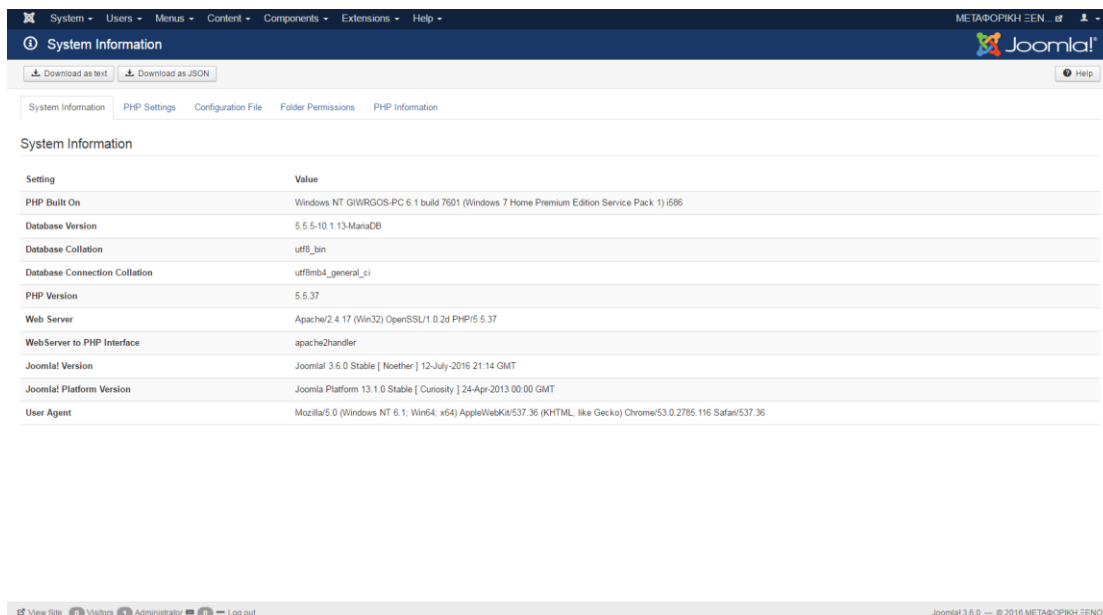 System Users Menus Content Components Extensions Help ΜΕΤΑΦΟΡΙΚΗ ΞΕΝ...
System Information Joomla!®
Download as text Download as JSON Help
System Information PHP Settings Configuration File Folder Permissions PHP Information
System Information
Setting Value
PHP Built On Windows NT GIWRGOS-PC 6.1 build 7601 (Windows 7 Home Premium Edition Service Pack 1) i586
Database Version 5.5.5-10.1.13-MariaDB
Database Collation utf8_bin
Database Connection Collation utf8mb4_general_ci
PHP Version 5.5.37
Web Server Apache/2.4.17 (Win32) OpenSSL/1.0.2d PHP/5.5.37
WebServer to PHP Interface apache2handler
Joomla! Version Joomla! 3.6.0 Stable [ Noether ] 12-July-2016 21:14 GMT
Joomla! Platform Version Joomla Platform 13.1.0 Stable [ Curiosity ] 24-Apr-2013 00:00 GMT
User Agent Mozilla/5.0 (Windows NT 6.1; Win64; x64) AppleWebKit/537.36 (KHTML, like Gecko) Chrome/53.0.2785.116 Safari/537.36
View Site 0 Visitors 1 Administrator 0 Log out Joomla! 3.6.0 — © 2016 ΜΕΤΑΦΟΡΙΚΗ ΞΕΝΟ